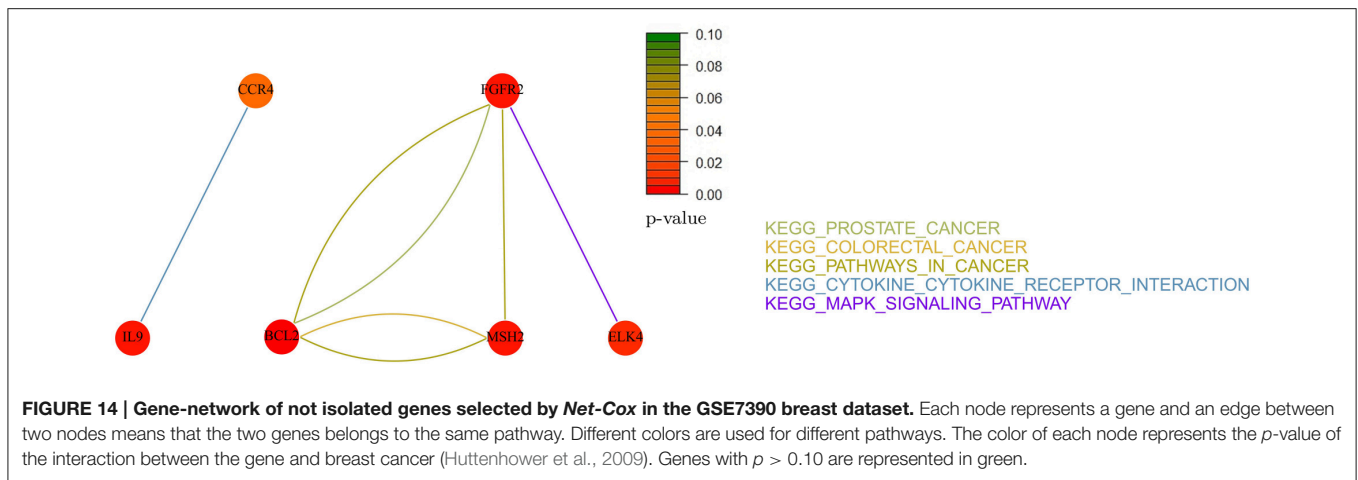 CCR4
FGFR2
IL9
BCL2
MSH2
ELK4
0.10
0.08
0.06
0.04
0.02
0.00
p-value
KEGG_PROSTATE_CANCER
KEGG_COLORECTAL_CANCER
KEGG_PATHWAYS_IN_CANCER
KEGG_CYTOKINE_CYTOKINE_RECEPTOR_INTERACTION
KEGG_MAPK_SIGNALING_PATHWAY
FIGURE 14 | Gene-network of not isolated genes selected by Net-Cox in the GSE7390 breast dataset. Each node represents a gene and an edge between
two nodes means that the two genes belongs to the same pathway. Different colors are used for different pathways. The color of each node represents the p-value of
the interaction between the gene and breast cancer (Huttenhower et al., 2009). Genes with p > 0.10 are represented in green.